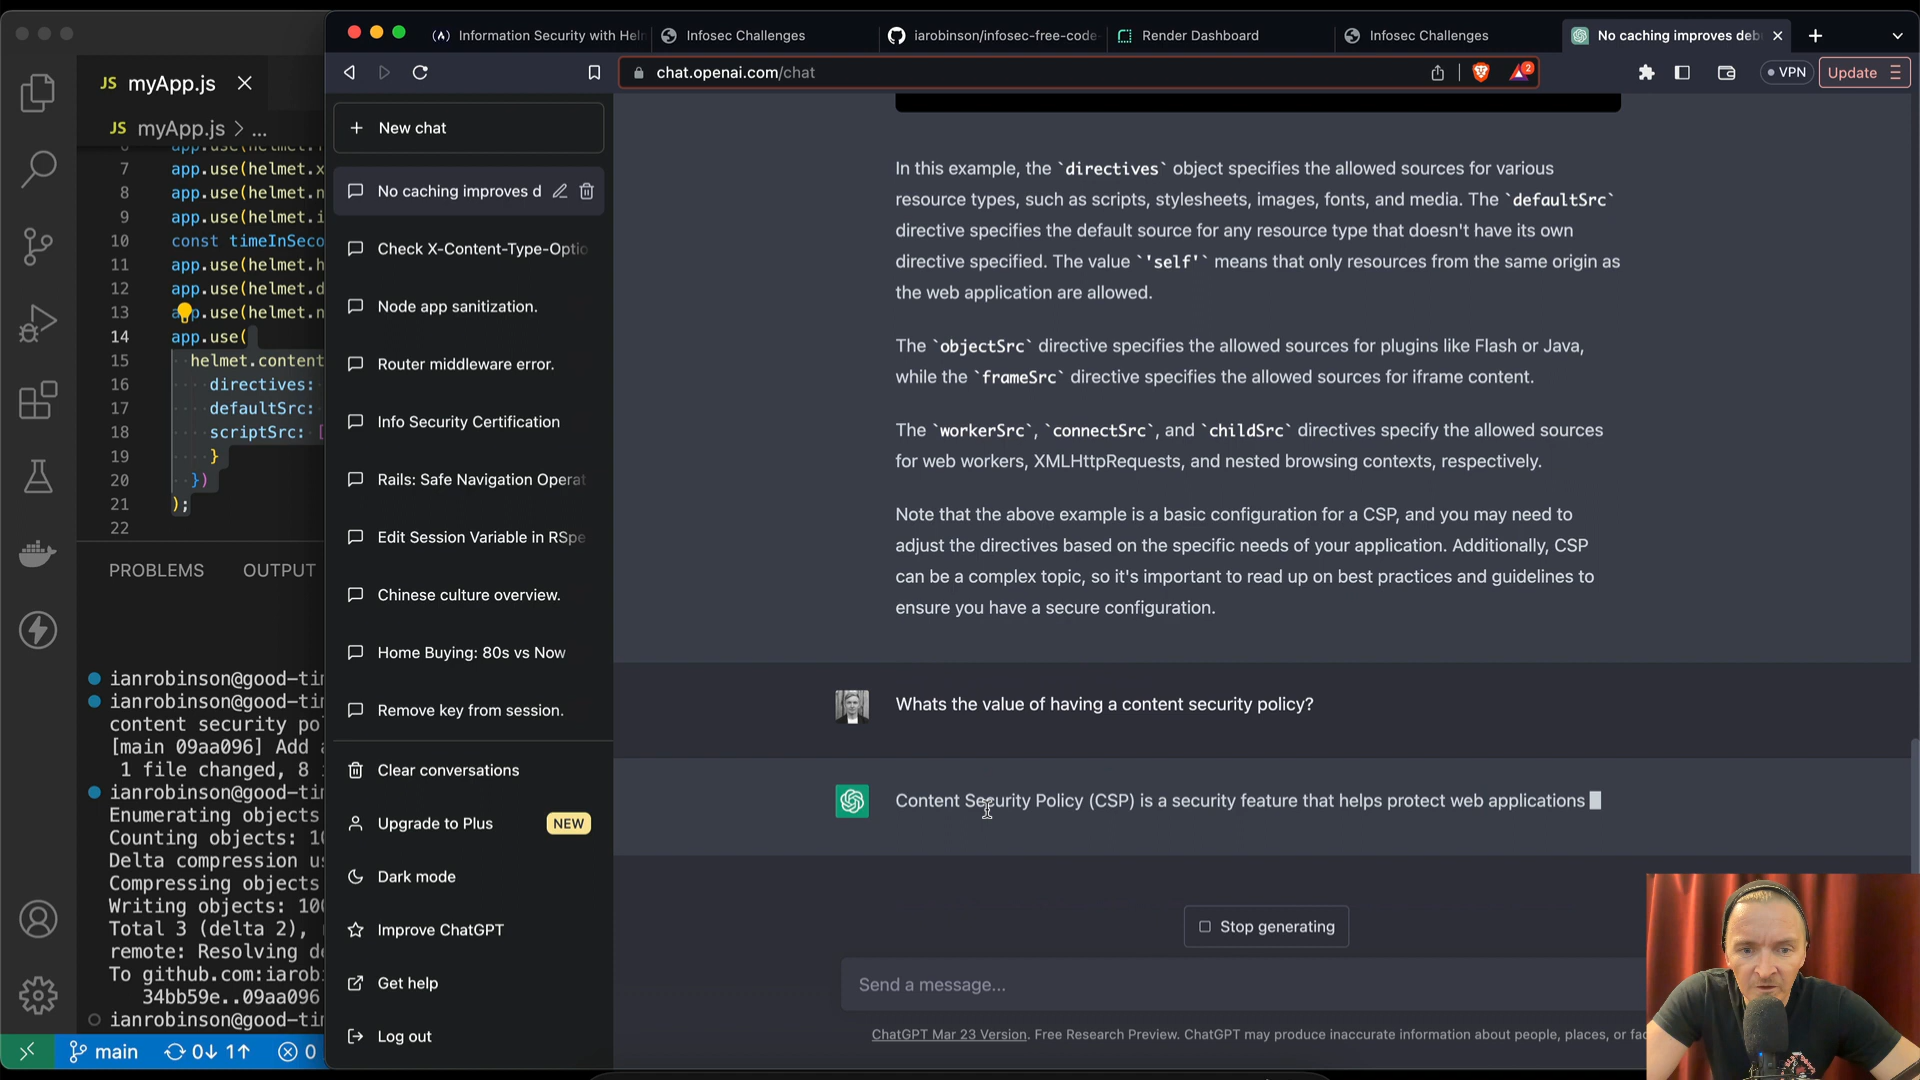 Information Security with Hel
Infosec Challenges
iarobinson/infosec-free-code-
Render Dashboard
Infosec Challenges
No caching improves deb
JS myApp.js
chat.openai.com/chat
2
VPN
Update
JS myApp.js > ...
New chat
No caching improves d
Check X-Content-Type-Optio
Node app sanitization.
Router middleware error.
Info Security Certification
Rails: Safe Navigation Operat
Edit Session Variable in RSpe
Chinese culture overview.
Home Buying: 80s vs Now
Remove key from session.
Clear conversations
Upgrade to Plus
NEW
Dark mode
Improve ChatGPT
Get help
Log out
7 app.use(helmet.x
8 app.use(helmet.n
9 app.use(helmet.i
10 const timeInSeco
11 app.use(helmet.h
12 app.use(helmet.d
13 app.use(helmet.n
14 app.use(
15 helmet.content
16 directives:
17 defaultSrc:
18 scriptSrc: [
19 }
20 })
21 );
22
PROBLEMS OUTPUT
ianrobinson@good-ti
ianrobinson@good-ti
content security po
[main 09aa096] Add a
1 file changed, 8
ianrobinson@good-ti
Enumerating objects
Counting objects: 10
Delta compression us
Compressing objects
Writing objects: 100
Total 3 (delta 2),
remote: Resolving de
To github.com:iarob
34bb59e..09aa096
ianrobinson@good-ti
main 0↓ 1↑ 0
In this example, the `directives` object specifies the allowed sources for various
resource types, such as scripts, stylesheets, images, fonts, and media. The `defaultSrc`
directive specifies the default source for any resource type that doesn't have its own
directive specified. The value `'self'` means that only resources from the same origin as
the web application are allowed.
The `objectSrc` directive specifies the allowed sources for plugins like Flash or Java,
while the `frameSrc` directive specifies the allowed sources for iframe content.
The `workerSrc`, `connectSrc`, and `childSrc` directives specify the allowed sources
for web workers, XMLHttpRequests, and nested browsing contexts, respectively.
Note that the above example is a basic configuration for a CSP, and you may need to
adjust the directives based on the specific needs of your application. Additionally, CSP
can be a complex topic, so it's important to read up on best practices and guidelines to
ensure you have a secure configuration.
Whats the value of having a content security policy?
Content Security Policy (CSP) is a security feature that helps protect web applications
Stop generating
Send a message...
ChatGPT Mar 23 Version. Free Research Preview. ChatGPT may produce inaccurate information about people, places, or fac